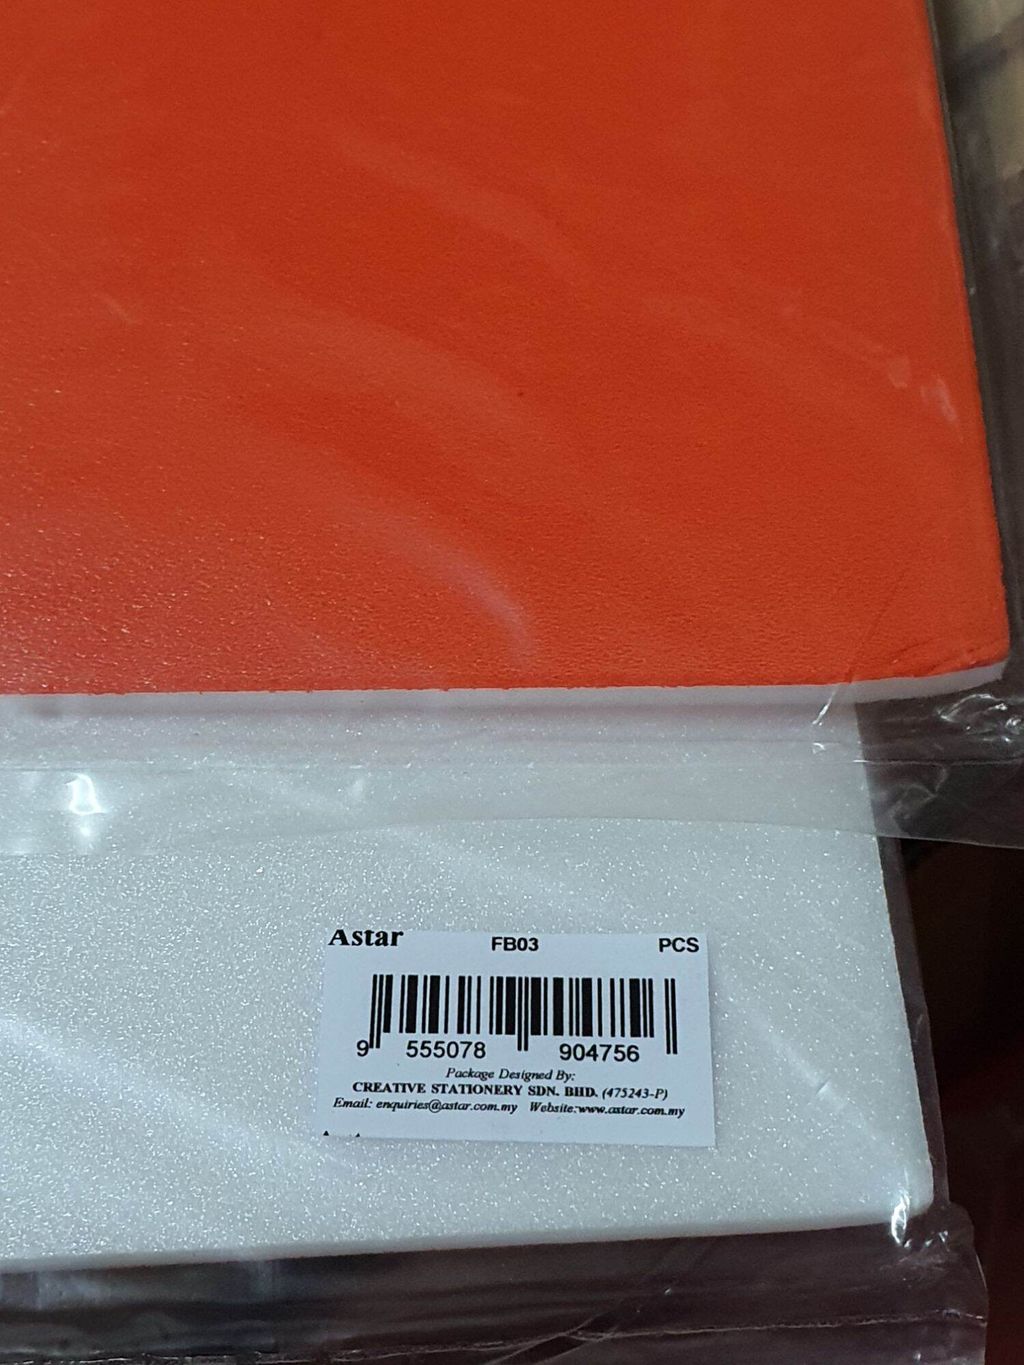 Astar FB03 PCS
9 555078 904756
Package Designed By:
CREATIVE STATIONERY SDN. BHD. (475243-P)
Email: enquiries@astar.com.my Website:www.astar.com.my